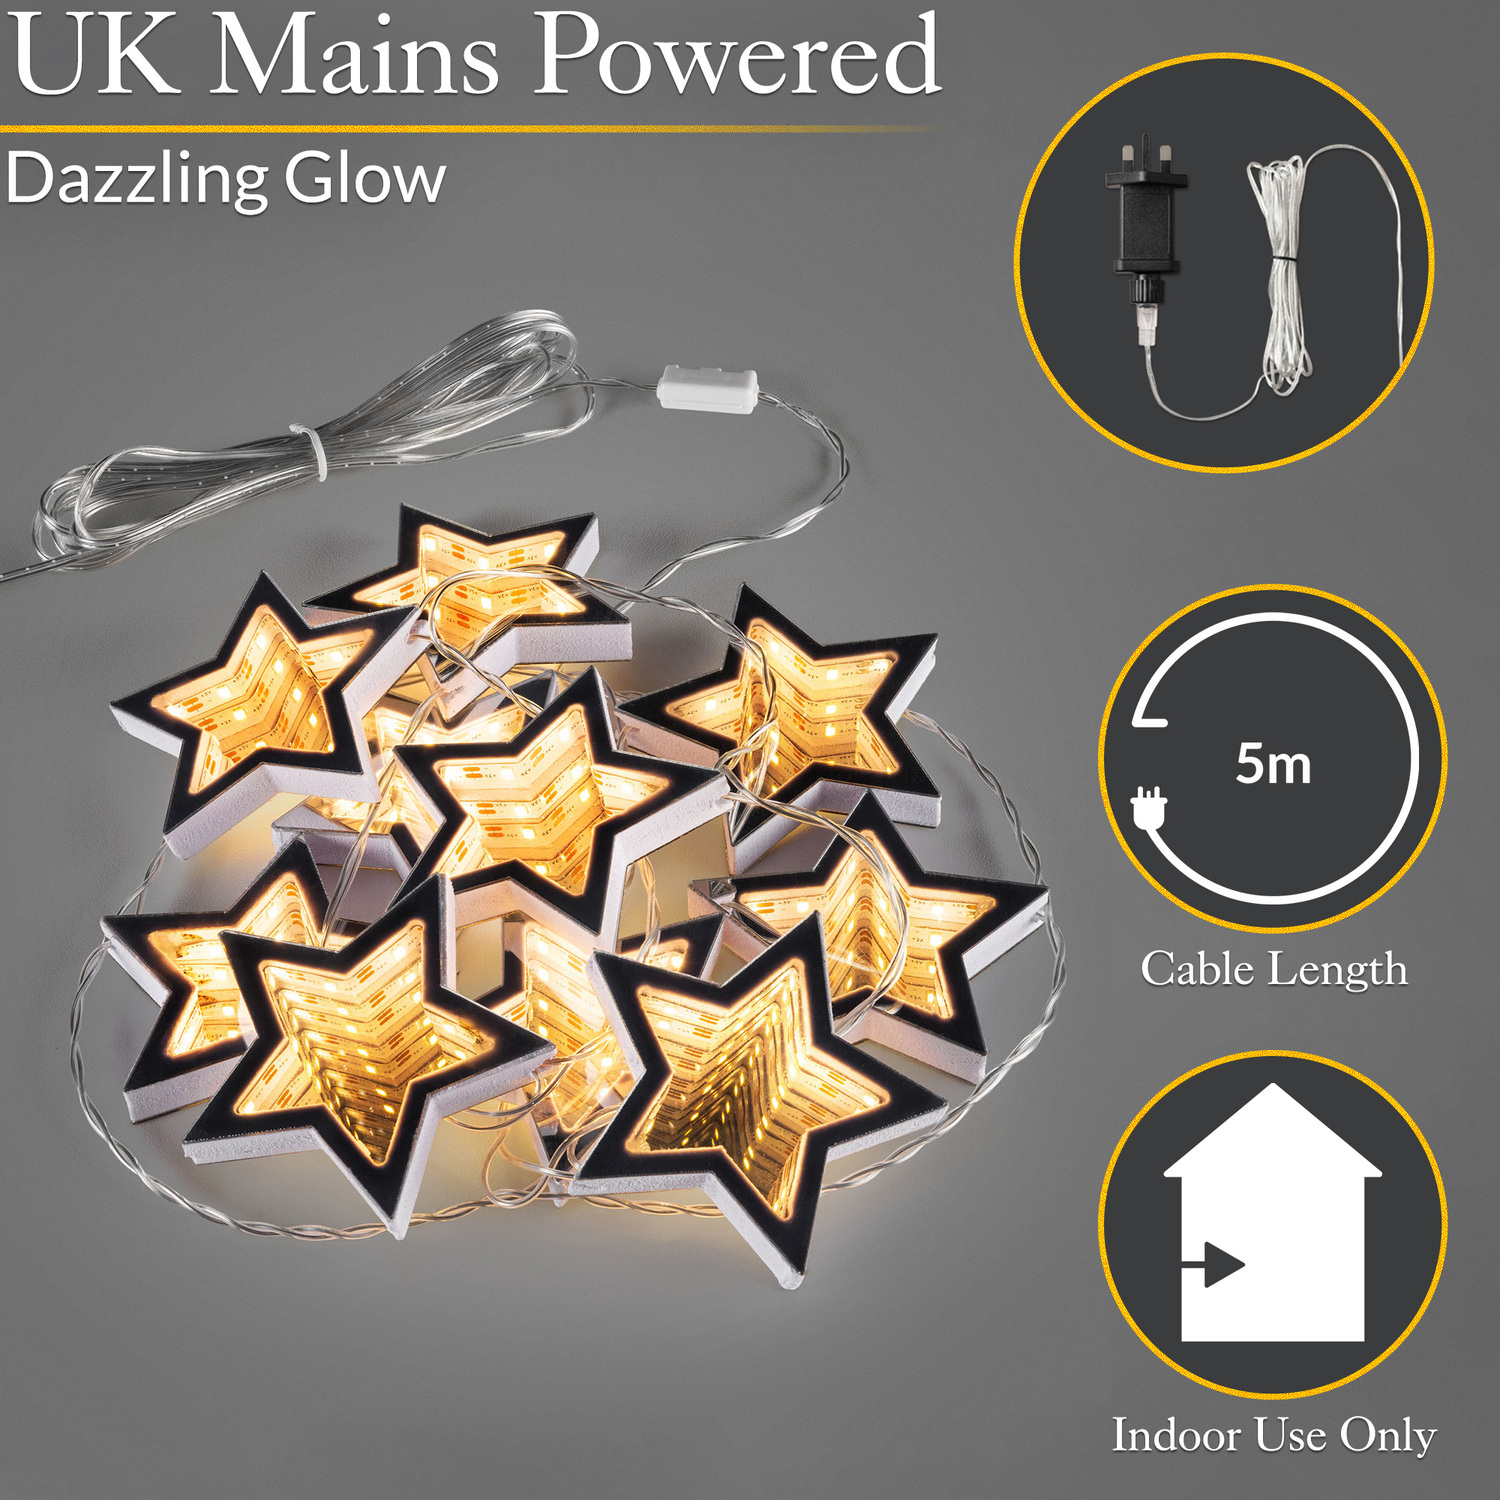 UK Mains Powered
Dazzling Glow
5m
Cable Length
Indoor Use Only